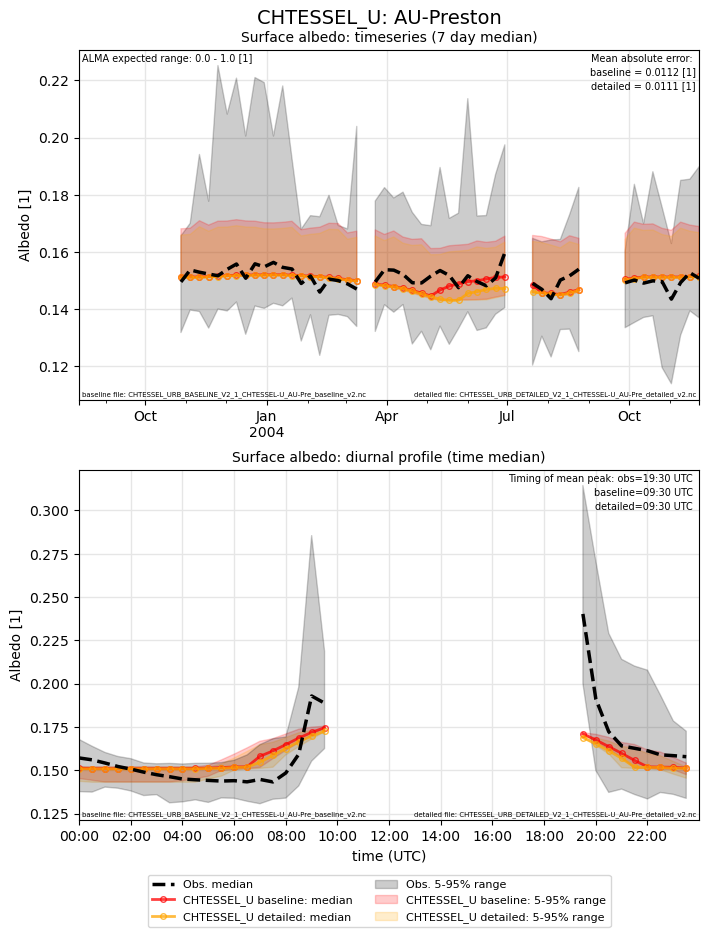 CHTESSEL_U: AU-Preston
Surface albedo: timeseries (7 day median)
ALMA expected range: 0.0 - 1.0 [1]
Mean absolute error:
baseline = 0.0112 [1]
detailed = 0.0111 [1]
0.22
0.20
0.18
0.16
0.14
0.12
Albedo [1]
baseline file: CHTESSEL_URB_BASELINE_V2_1_CHTESSEL-U_AU-Pre_baseline_v2.nc
detailed file: CHTESSEL_URB_DETAILED_V2_1_CHTESSEL-U_AU-Pre_detailed_v2.nc
Oct Jan Apr Jul Oct
2004
Surface albedo: diurnal profile (time median)
Timing of mean peak: obs=19:30 UTC
baseline=09:30 UTC
detailed=09:30 UTC
0.300
0.275
0.250
0.225
0.200
0.175
0.150
0.125
Albedo [1]
baseline file: CHTESSEL_URB_BASELINE_V2_1_CHTESSEL-U_AU-Pre_baseline_v2.nc
detailed file: CHTESSEL_URB_DETAILED_V2_1_CHTESSEL-U_AU-Pre_detailed_v2.nc
00:00 02:00 04:00 06:00 08:00 10:00 12:00 14:00 16:00 18:00 20:00 22:00
time (UTC)
Obs. median
CHTESSEL_U baseline: median
CHTESSEL_U detailed: median
Obs. 5-95% range
CHTESSEL_U baseline: 5-95% range
CHTESSEL_U detailed: 5-95% range